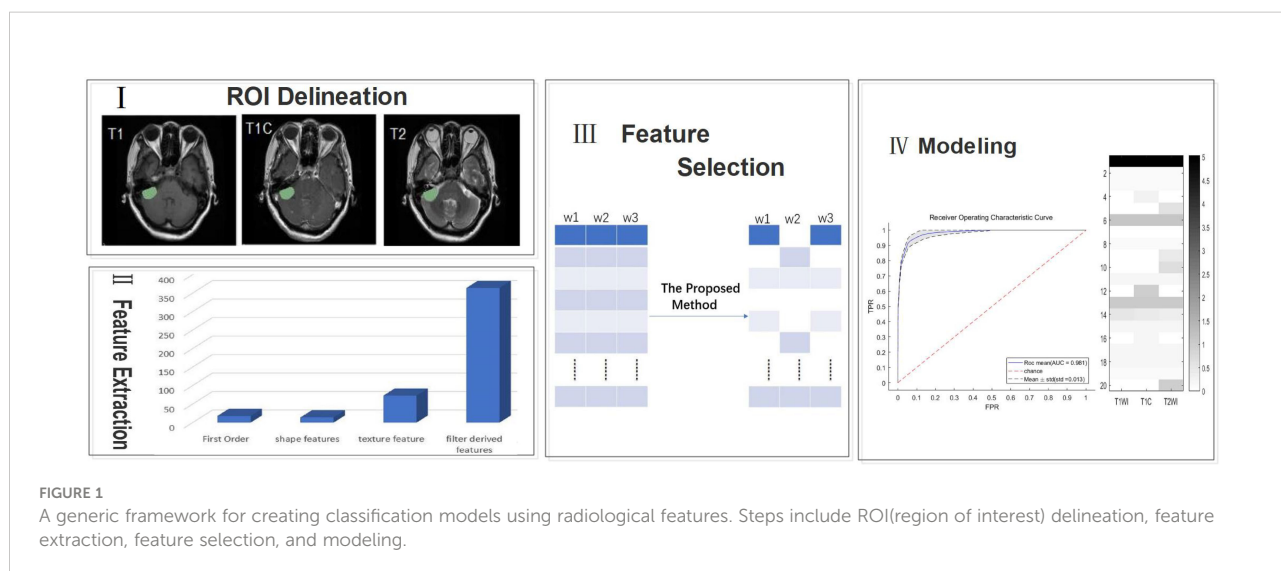 I ROI Delineation
T1
T1C
T2
II Feature Extraction
400
350
300
250
200
150
100
50
0
First Order
shape features
texture feature
filter derived
features
III Feature
Selection
w1 w2 w3
w1 w2 w3
The Proposed
Method
IV Modeling
Receiver Operating Characteristic Curve
TPR
1
0.9
0.8
0.7
0.6
0.5
0.4
0.3
0.2
0.1
0
0 0.1 0.2 0.3 0.4 0.5 0.6 0.7 0.8 0.9 1
FPR
Roc mean(AUC = 0.981)
chance
Mean ± std(std =0.013)
2
4
6
8
10
12
14
16
18
20
T1WI T1C T2WI
5
4.5
4
3.5
3
2.5
2
1.5
1
0.5
0
FIGURE 1
A generic framework for creating classification models using radiological features. Steps include ROI(region of interest) delineation, feature
extraction, feature selection, and modeling.